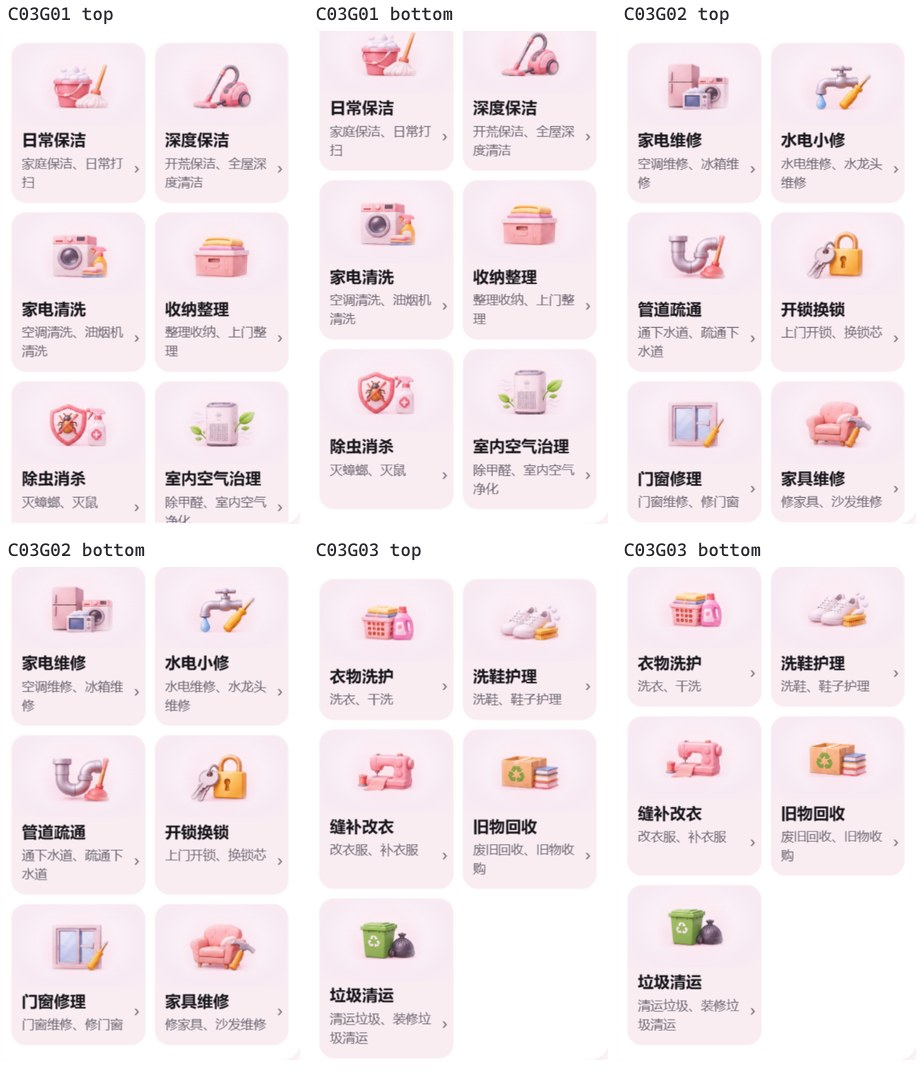 C03G01 top
日常保洁
家庭保洁、日常打
扫
›
深度保洁
开荒保洁、全屋深
度清洁
›
家电清洗
空调清洗、油烟机
清洗
›
收纳整理
整理收纳、上门整
理
›
除虫消杀
灭蟑螂、灭鼠
›
室内空气治理
除甲醛、室内空气
净化
›
C03G01 bottom
日常保洁
家庭保洁、日常打
扫
›
深度保洁
开荒保洁、全屋深
度清洁
›
家电清洗
空调清洗、油烟机
清洗
›
收纳整理
整理收纳、上门整
理
›
除虫消杀
灭蟑螂、灭鼠
›
室内空气治理
除甲醛、室内空气
净化
›
C03G02 top
家电维修
空调维修、冰箱维
修
›
水电小修
水电维修、水龙头
维修
›
管道疏通
通下水道、疏通下
水道
›
开锁换锁
上门开锁、换锁芯
›
门窗修理
门窗维修、修门窗
›
家具维修
修家具、沙发维修
›
C03G02 bottom
家电维修
空调维修、冰箱维
修
›
水电小修
水电维修、水龙头
维修
›
管道疏通
通下水道、疏通下
水道
›
开锁换锁
上门开锁、换锁芯
›
门窗修理
门窗维修、修门窗
›
家具维修
修家具、沙发维修
›
C03G03 top
衣物洗护
洗衣、干洗
›
洗鞋护理
洗鞋、鞋子护理
›
缝补改衣
改衣服、补衣服
›
旧物回收
废旧回收、旧物收
购
›
垃圾清运
清运垃圾、装修垃
圾清运
›
C03G03 bottom
衣物洗护
洗衣、干洗
›
洗鞋护理
洗鞋、鞋子护理
›
缝补改衣
改衣服、补衣服
›
旧物回收
废旧回收、旧物收
购
›
垃圾清运
清运垃圾、装修垃
圾清运
›